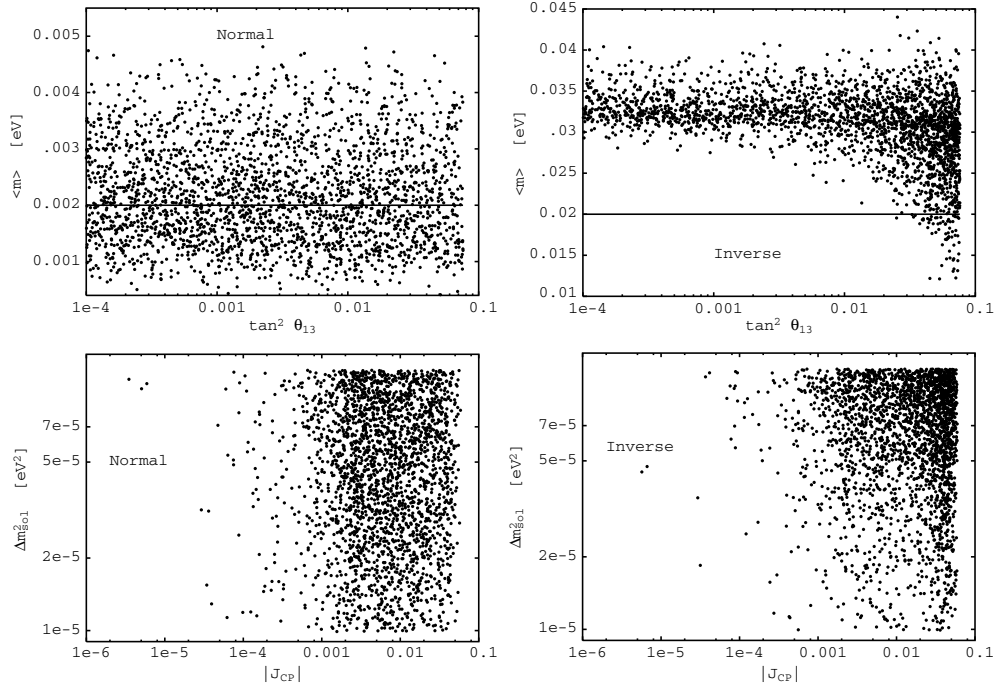 0.005
Normal
0.004
.003
0.002
0.001
<m> [eV]
1e-4
0.001
0.01
0.1
tan² θ₁₃
0.045
0.04
0.035
.03
0.025
0.02
0.015
0.01
<m> [eV]
Inverse
1e-4
0.001
0.01
0.1
tan² θ₁₃
7e-5
5e-5
2e-5
1e-5
Δm²sol [eV²]
Normal
1e-6
1e-5
1e-4
0.001
0.01
0.1
|J_CP|
7e-5
5e-5
2e-5
1e-5
Δm²sol [eV²]
Inverse
1e-6
1e-5
1e-4
0.001
0.01
0.1
|J_CP|